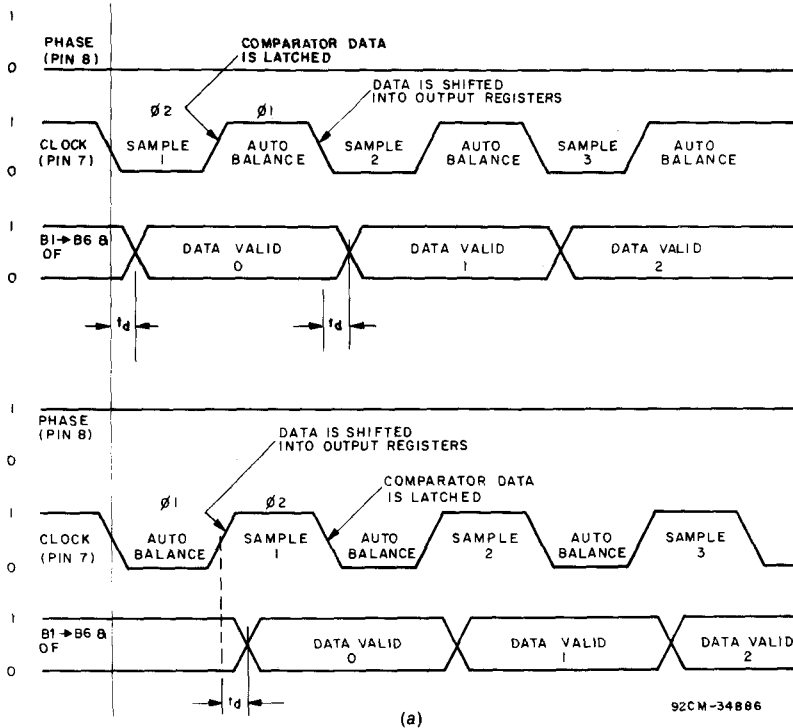 1
PHASE
(PIN 8)
0
COMPARATOR DATA
IS LATCHED
DATA IS SHIFTED
INTO OUTPUT REGISTERS
Ø2
Ø1
1
CLOCK
(PIN 7)
0
SAMPLE
1
AUTO
BALANCE
SAMPLE
2
AUTO
BALANCE
SAMPLE
3
AUTO
BALANCE
1
B1→B6 &
OF
0
DATA VALID
0
DATA VALID
1
DATA VALID
2
td
td
1
PHASE
(PIN 8)
0
DATA IS SHIFTED
INTO OUTPUT REGISTERS
COMPARATOR DATA
IS LATCHED
Ø1
Ø2
1
CLOCK
(PIN 7)
0
AUTO
BALANCE
SAMPLE
1
AUTO
BALANCE
SAMPLE
2
AUTO
BALANCE
SAMPLE
3
1
B1→B6 &
OF
0
DATA VALID
0
DATA VALID
1
DATA VALID
2
td
(a)
92CM-34886